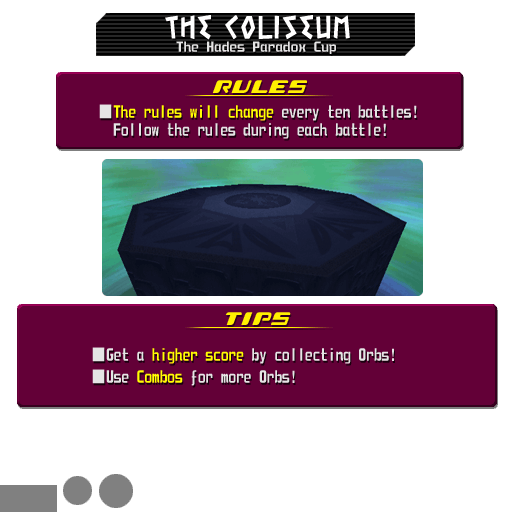 THE COLISEUM
The Hades Paradox Cup
RULES
The rules will change every ten battles!
Follow the rules during each battle!
TIPS
Get a higher score by collecting Orbs!
Use Combos for more Orbs!